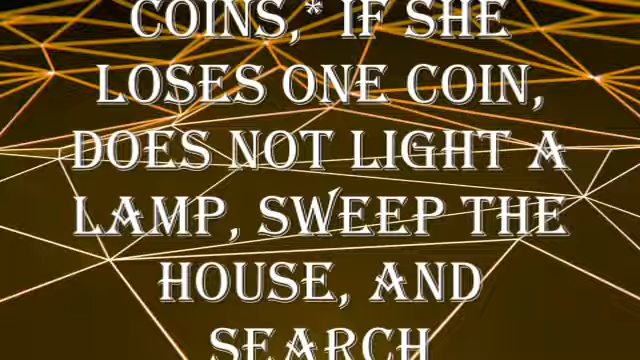 COINS,* IF SHE
LOSES ONE COIN,
DOES NOT LIGHT A
LAMP, SWEEP THE
HOUSE, AND
SEARCH